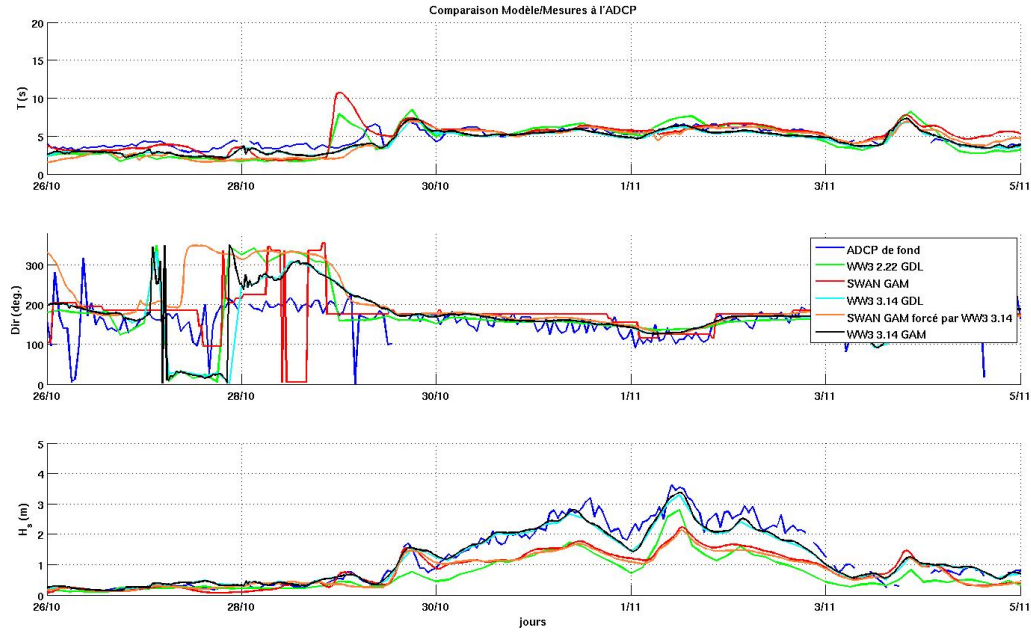 Comparaison Modèle/Mesures à l'ADCP
20
15
10
5
0
T (s)
26/10 28/10 30/10 1/11 3/11 5/11
300
200
100
0
Dir (deg.)
ADCP de fond
WW3 2.22 GDL
SWAN GAM
WW3 3.14 GDL
SWAN GAM forcé par WW3 3.14
WW3 3.14 GAM
26/10 28/10 30/10 1/11 3/11 5/11
5
4
3
2
1
0
H_s (m)
26/10 28/10 30/10 1/11 3/11 5/11
jours